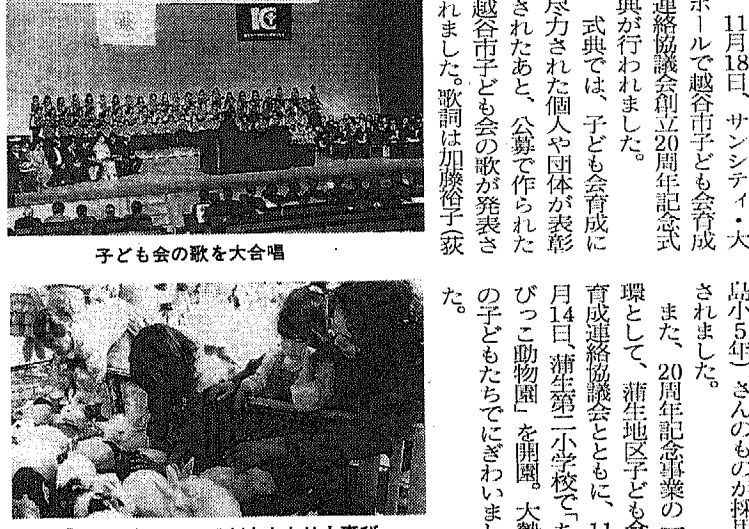 11月18日、サンシティ・大
ホールで越谷市子ども会育成
連絡協議会創立20周年記念式
典が行われました。
式典では、子ども会育成に
尽力された個人や団体が表彰
されたあと、公募で作られた
越谷市子ども会の歌が発表さ
れました。歌詞は加藤裕子(荻
島小5年)さんのものが採
されました。
また、20周年記念事業の一
環として、蒲生地区子ども会
育成連絡協議会とともに、11
月14日、蒲生第二小学校で「ち
びっこ動物園」を開園。大勢
の子どもたちでにぎわいまし
た。
子ども会の歌を大合唱